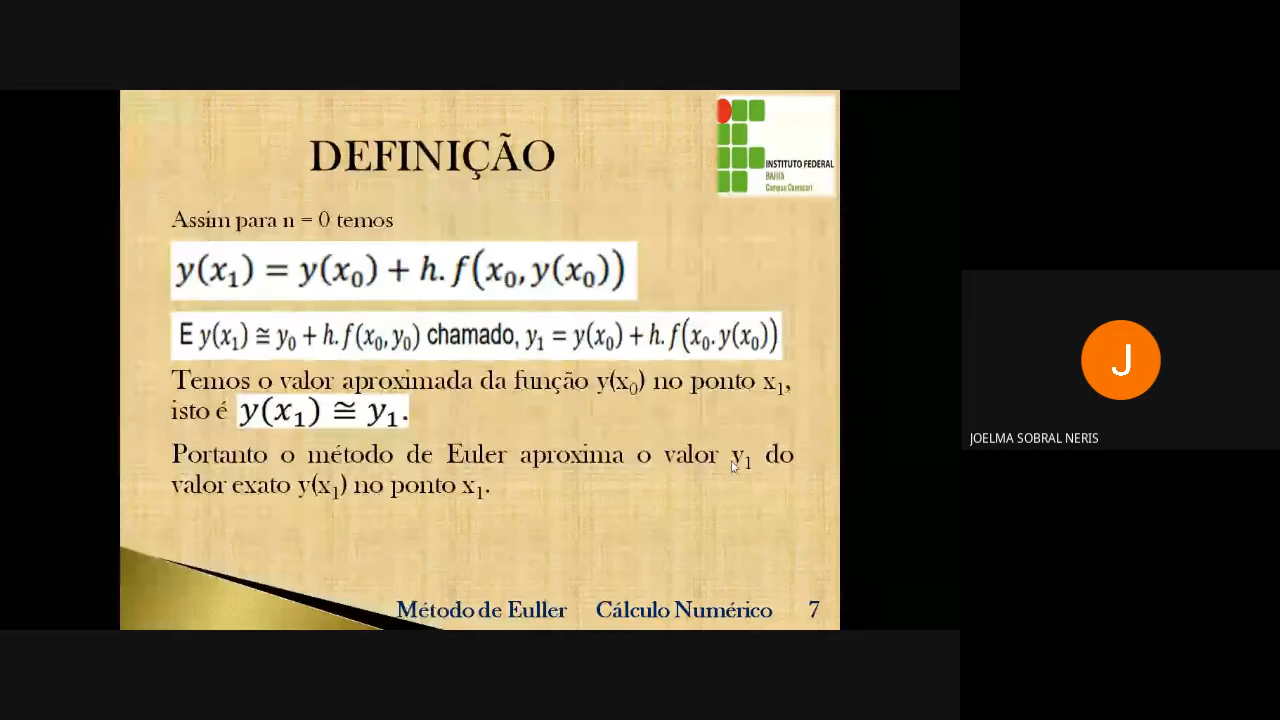 DEFINIÇÃO
INSTITUTO FEDERAL
BAHIA
Campus Camaçari
Assim para n = 0 temos
y(x₁) = y(x₀) + h. f(x₀, y(x₀))
E y(x₁) ≅ y₀ + h. f(x₀, y₀) chamado, y₁ = y(x₀) + h. f(x₀. y(x₀))
Temos o valor aproximada da função y(x₀) no ponto x₁,
isto é y(x₁) ≅ y₁.
Portanto o método de Euler aproxima o valor y₁ do
valor exato y(x₁) no ponto x₁.
Método de Euller Cálculo Numérico 7
J
JOELMA SOBRAL NERIS